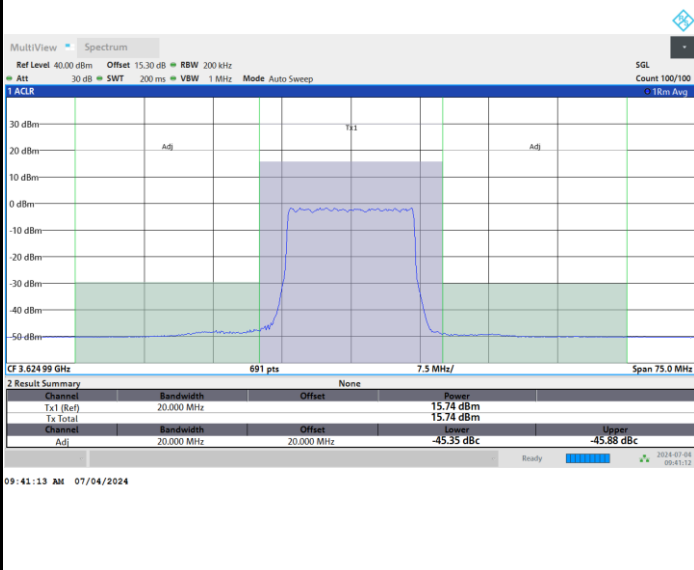 MultiView Spectrum
Ref Level 40.00 dBm Offset 15.30 dB RBW 200 kHz SGL
Att 30 dB SWT 200 ms VBW 1 MHz Mode Auto Sweep Count 100/100
1 ACLR 1Rm Avg
30 dBm
Tx1
Adj Adj
20 dBm
10 dBm
0 dBm
-10 dBm
-20 dBm
-30 dBm
-40 dBm
-50 dBm
CF 3.624 99 GHz 691 pts 7.5 MHz/ Span 75.0 MHz
2 Result Summary None
Channel Bandwidth Offset Power
Tx1 (Ref) 20.000 MHz 15.74 dBm
Tx Total 15.74 dBm
Channel Bandwidth Offset Lower Upper
Adj 20.000 MHz 20.000 MHz -45.35 dBc -45.88 dBc
Ready 2024-07-04
09:41:12
09:41:13 AM 07/04/2024